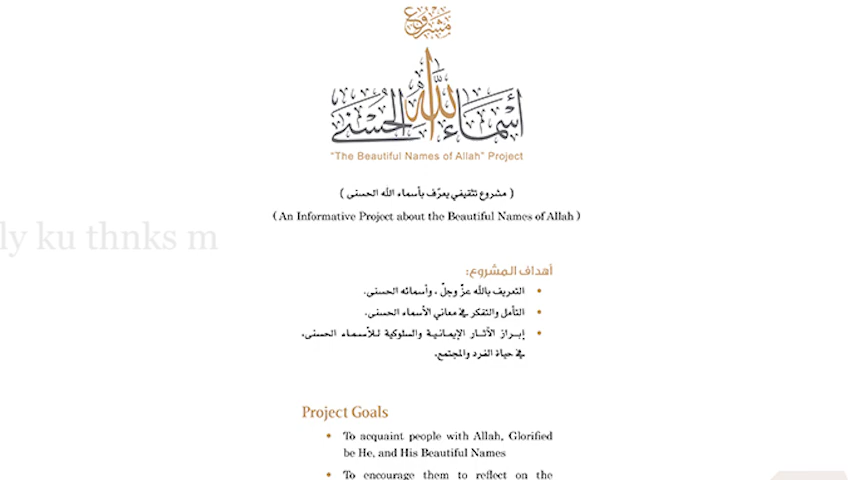 مشروع
أسماء الله الحسنى
"The Beautiful Names of Allah" Project
( مشروع تثقيفي يعرّف بأسماء الله الحسنى )
( An Informative Project about the Beautiful Names of Allah )
ly ku thnks m
أهداف المشروع:
• التعريف بالله عزّ وجلّ ، وأسمائه الحسنى.
• التأمل والتفكر في معاني الأسماء الحسنى.
• إبراز الآثار الإيمانية والسلوكية للأسماء الحسنى،
في حياة الفرد والمجتمع.
Project Goals
• To acquaint people with Allah, Glorified
be He, and His Beautiful Names
• To encourage them to reflect on the